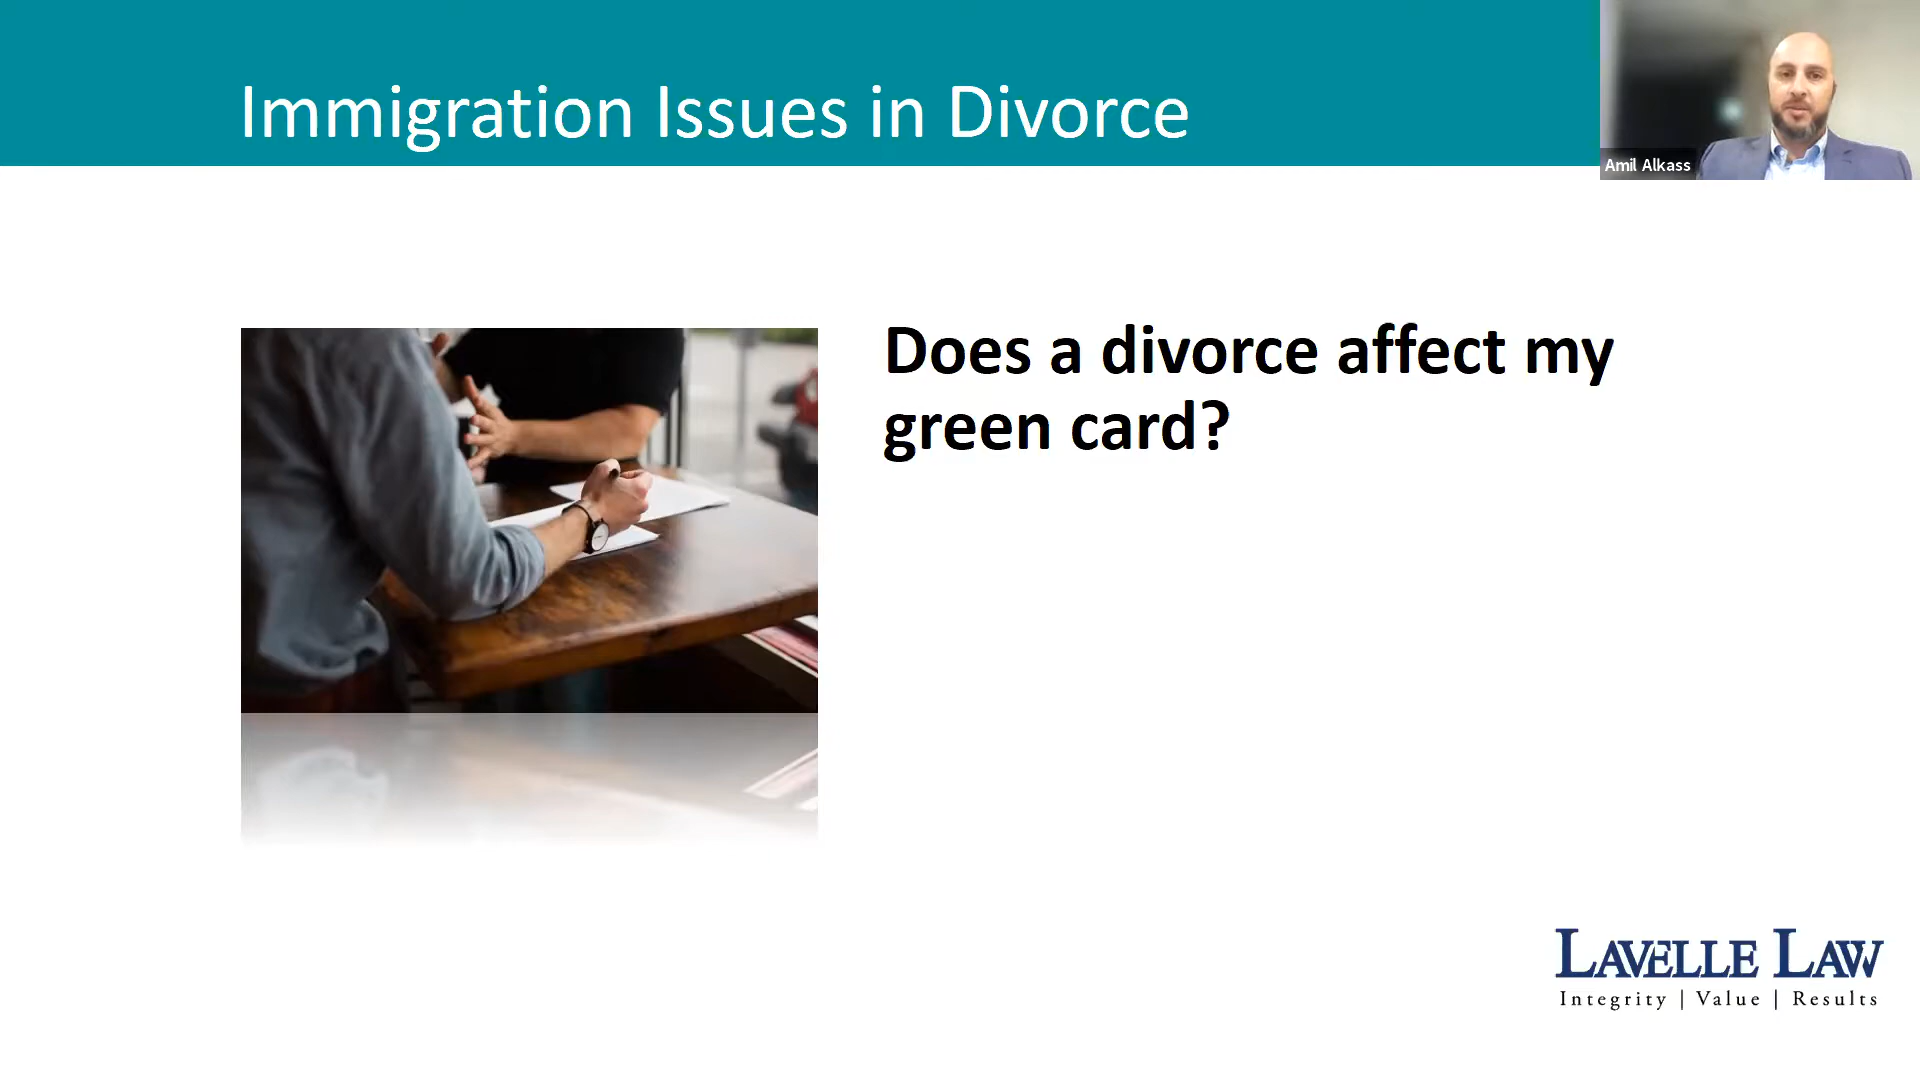 Immigration Issues in Divorce
Amil Alkass
Does a divorce affect my
green card?
LAVELLE LAW
Integrity | Value | Results